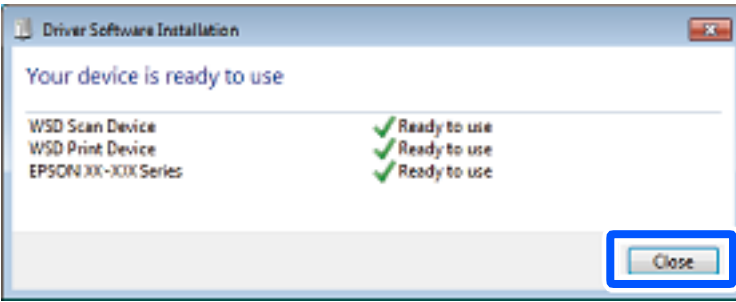 Driver Software Installation
Your device is ready to use
WSD Scan Device Ready to use
WSD Print Device Ready to use
EPSON XX-XXX Series Ready to use
Close